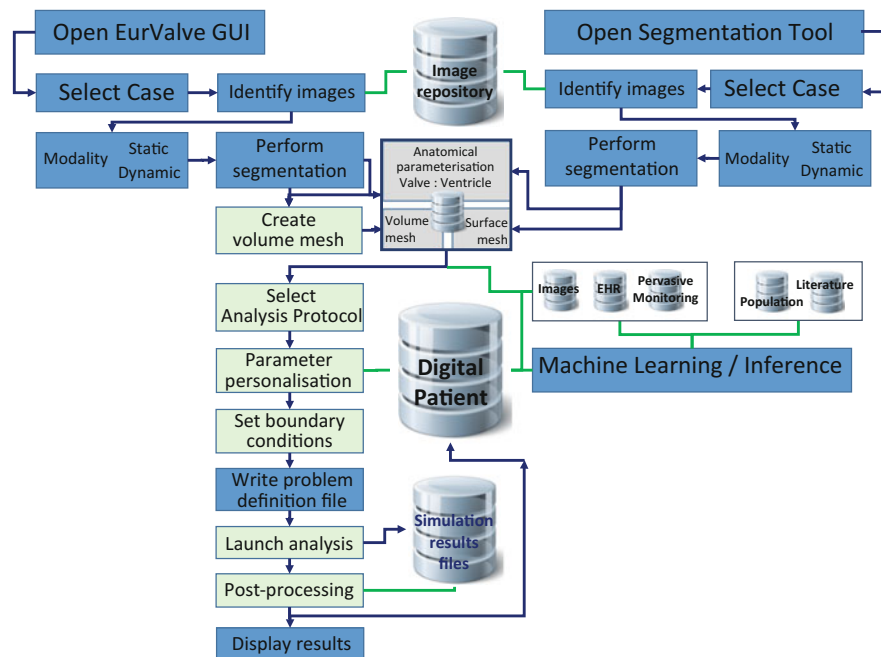 Open EurValve GUI
Open Segmentation Tool
Image
repository
Select Case
Identify images
Identify images
Select Case
Modality
Static
Dynamic
Perform
segmentation
Anatomical
parameterisation
Valve : Ventricle
Perform
segmentation
Modality
Static
Dynamic
Create
volume mesh
Volume
mesh
Surface
mesh
Select
Analysis Protocol
Images
EHR
Pervasive
Monitoring
Population
Literature
Parameter
personalisation
Digital
Patient
Machine Learning / Inference
Set boundary
conditions
Write problem
definition file
Launch analysis
Simulation
results
files
Post-processing
Display results